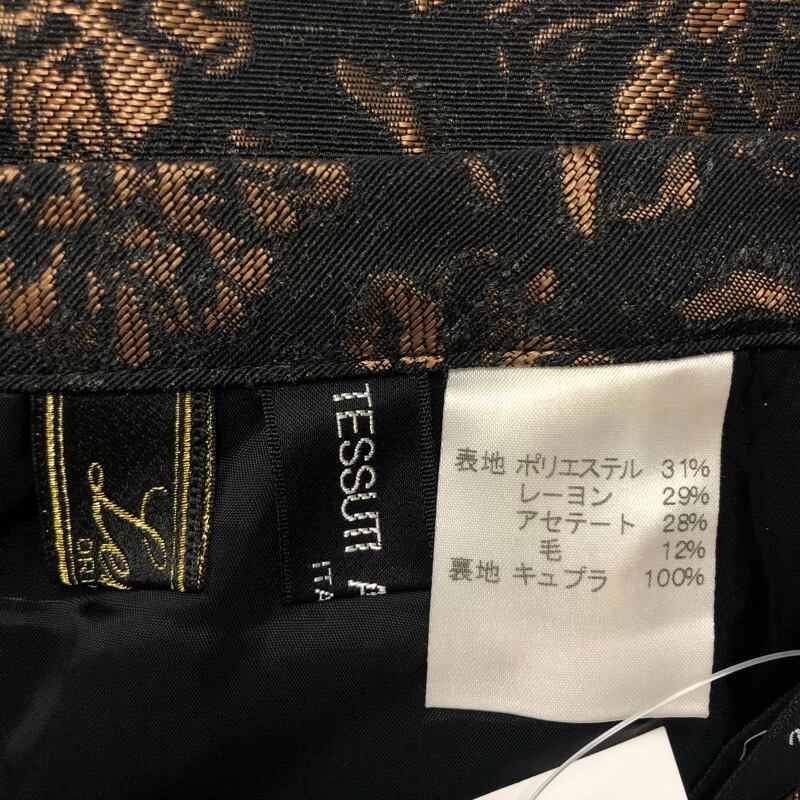 TESSUTI A
ITA
表地 ポリエステル 31%
レーヨン 29%
アセテート 28%
毛 12%
裏地 キュプラ 100%